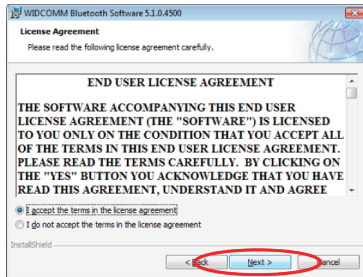 WIDCOMM Bluetooth Software 5.1.0.4500
License Agreement
Please read the following license agreement carefully.
END USER LICENSE AGREEMENT
THE SOFTWARE ACCOMPANYING THIS END USER
LICENSE AGREEMENT (THE "SOFTWARE") IS LICENSED
TO YOU ONLY ON THE CONDITION THAT YOU ACCEPT ALL
OF THE TERMS IN THIS END USER LICENSE AGREEMENT.
PLEASE READ THE TERMS CAREFULLY. BY CLICKING ON
THE "YES" BUTTON YOU ACKNOWLEDGE THAT YOU HAVE
READ THIS AGREEMENT, UNDERSTAND IT AND AGREE
I accept the terms in the license agreement
I do not accept the terms in the license agreement
InstallShield
< Back Next > Cancel